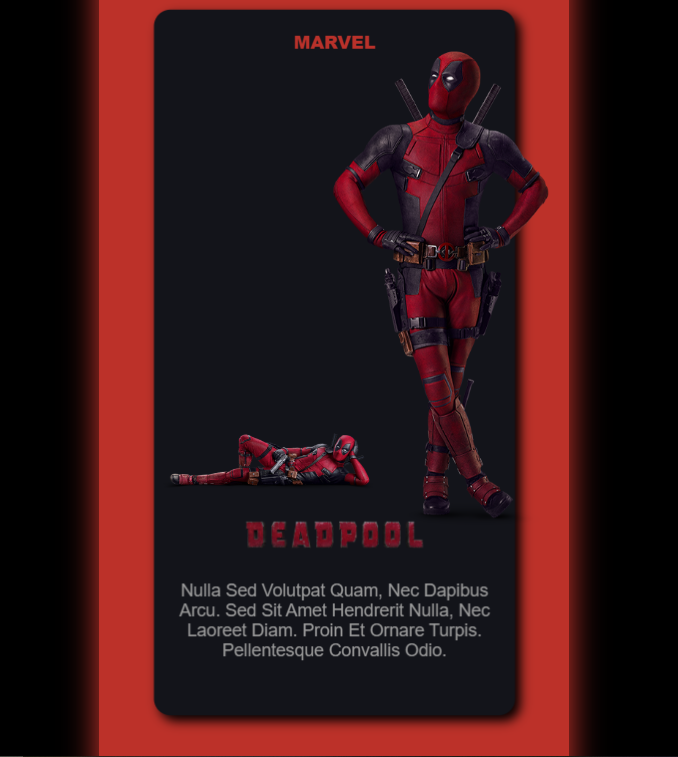 MARVEL
DEADPOOL
Nulla Sed Volutpat Quam, Nec Dapibus
Arcu. Sed Sit Amet Hendrerit Nulla, Nec
Laoreet Diam. Proin Et Ornare Turpis.
Pellentesque Convallis Odio.